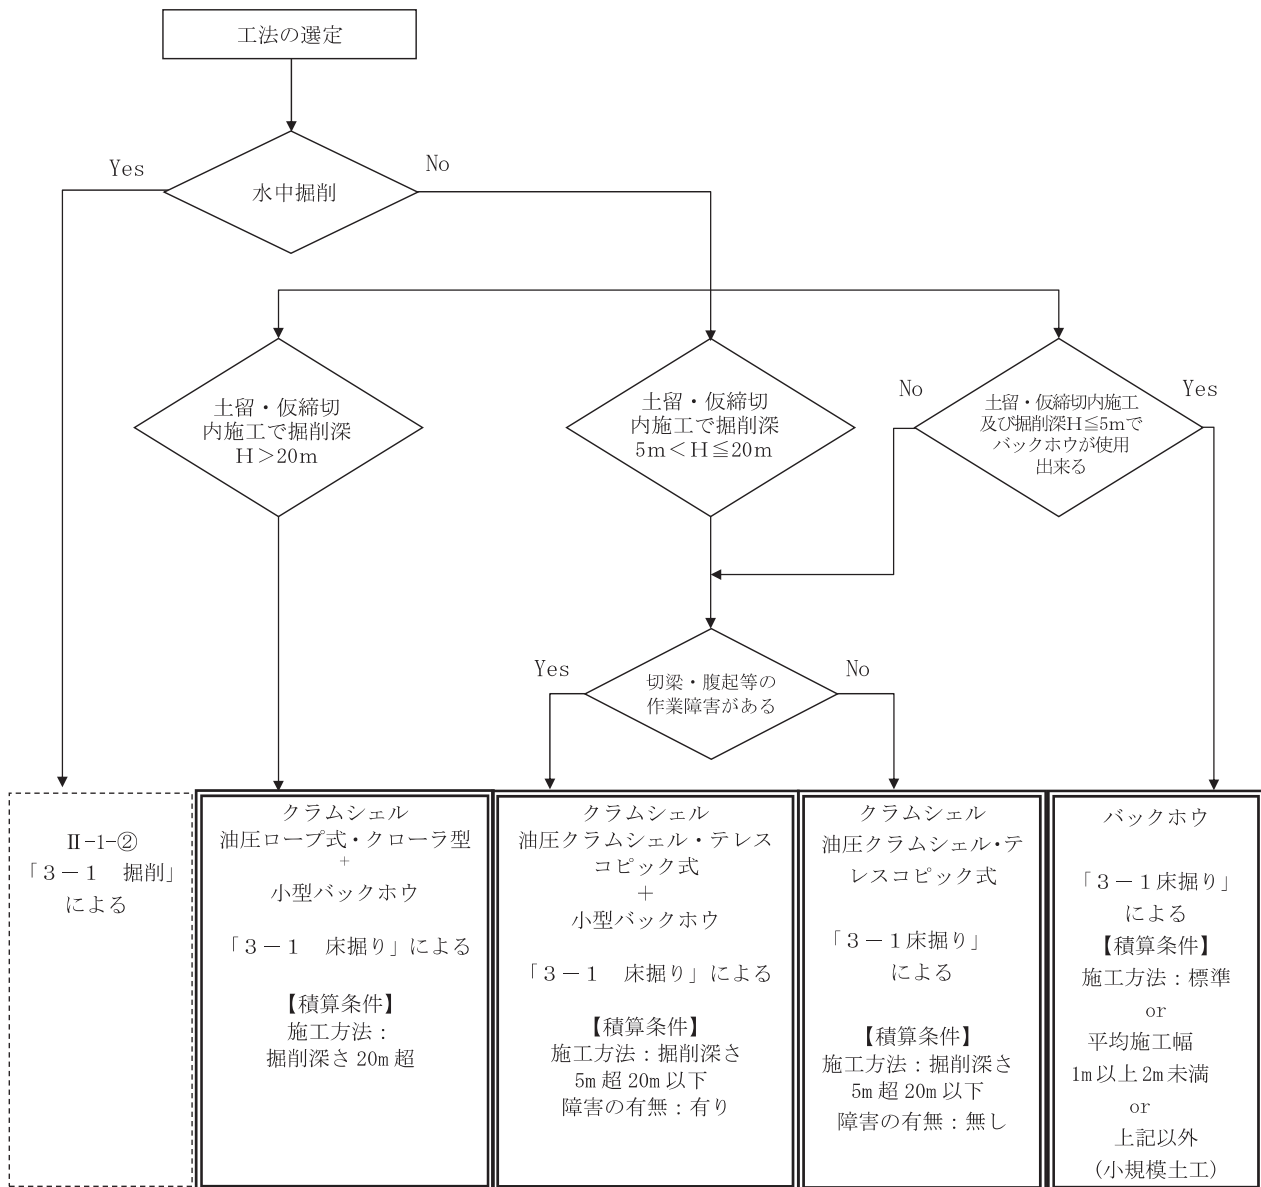 工法の選定
Yes
No
水中掘削
土留・仮締切
内施工で掘削深
H>20m
土留・仮締切
内施工で掘削深
5m<H≦20m
No
Yes
土留・仮締切内施工
及び掘削深H≦5mで
バックホウが使用
出来る
Yes
No
切梁・腹起等の
作業障害がある
Ⅱ-1-②
「3-1 掘削」
による
クラムシェル
油圧ロープ式・クローラ型
+
小型バックホウ
「3-1 床掘り」による
【積算条件】
施工方法:
掘削深さ 20m 超
クラムシェル
油圧クラムシェル・テレス
コピック式
+
小型バックホウ
「3-1 床掘り」による
【積算条件】
施工方法:掘削深さ
5m 超 20m 以下
障害の有無:有り
クラムシェル
油圧クラムシェル・テ
レスコピック式
「3-1床掘り」
による
【積算条件】
施工方法:掘削深さ
5m 超 20m 以下
障害の有無:無し
バックホウ
「3-1床掘り」
による
【積算条件】
施工方法:標準
or
平均施工幅
1m以上2m未満
or
上記以外
(小規模土工)